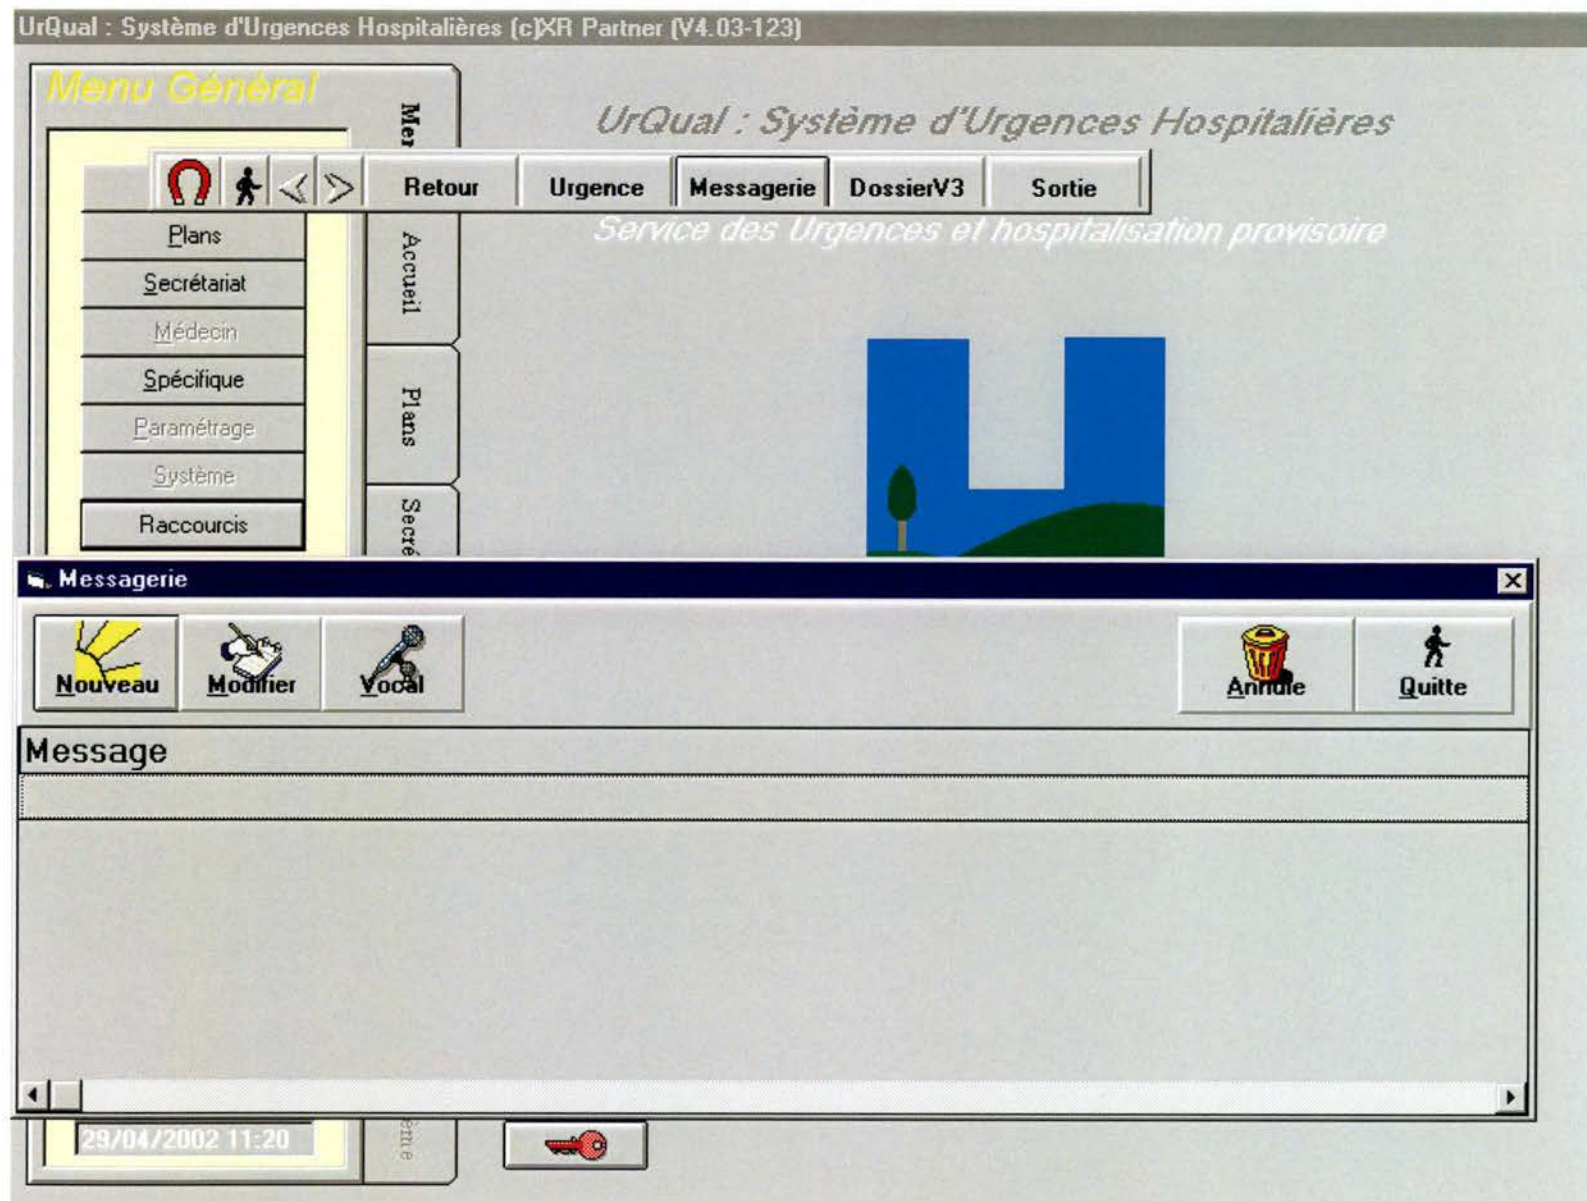 UrQual : Système d'Urgences Hospitalières (c)XR Partner (V4.03-123)
Menu Général
UrQual : Système d'Urgences Hospitalières
Retour
Urgence
Messagerie
DossierV3
Sortie
Service des Urgences et hospitalisation provisoire
Plans
Secrétariat
Médecin
Spécifique
Paramétrage
Système
Raccourcis
Accueil
Plans
Secré
Messagerie
Nouveau
Modifier
Vocal
Annule
Quitte
Message
29/04/2002 11:20